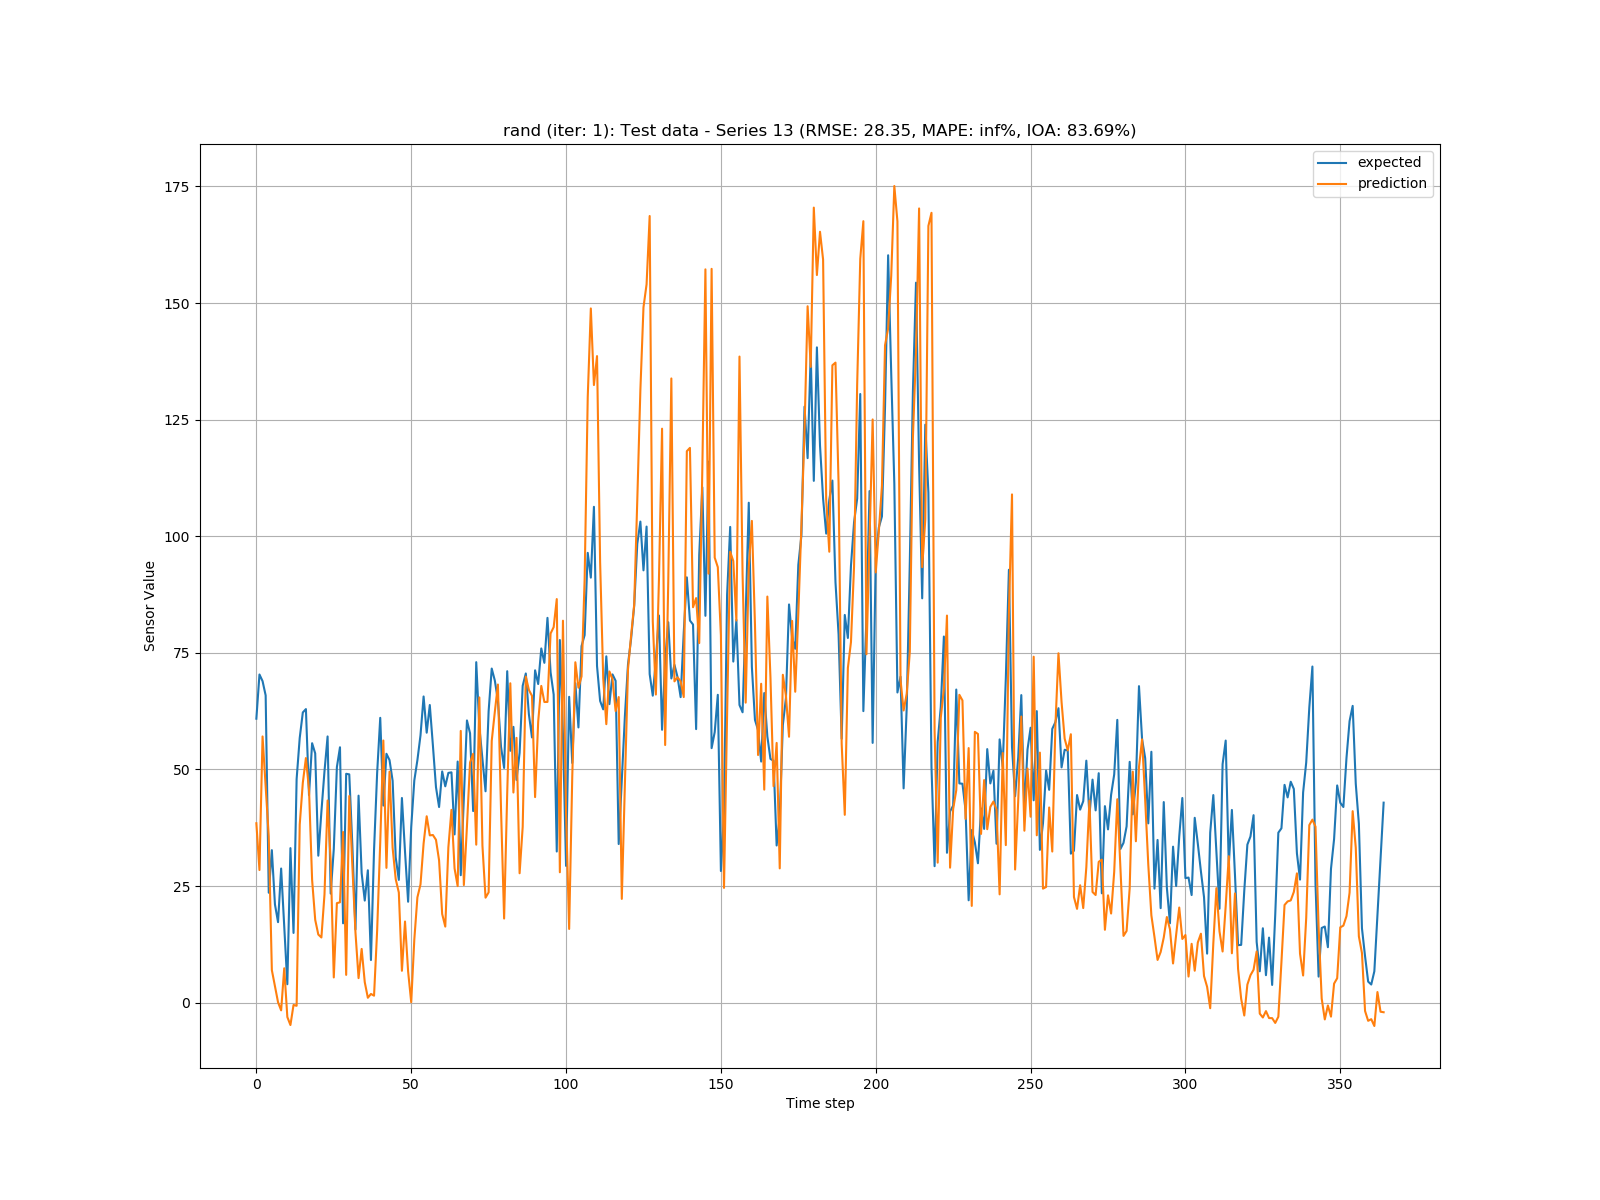 rand (iter: 1): Test data - Series 13 (RMSE: 28.35, MAPE: inf%, IOA: 83.69%)
expected
prediction
175
150
125
100
75
50
25
0
Sensor Value
0 50 100 150 200 250 300 350
Time step